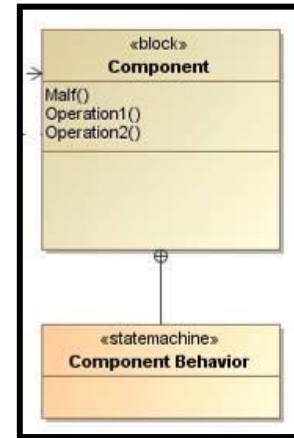 «block»
Component
Malf()
Operation1()
Operation2()
«statemachine»
Component Behavior